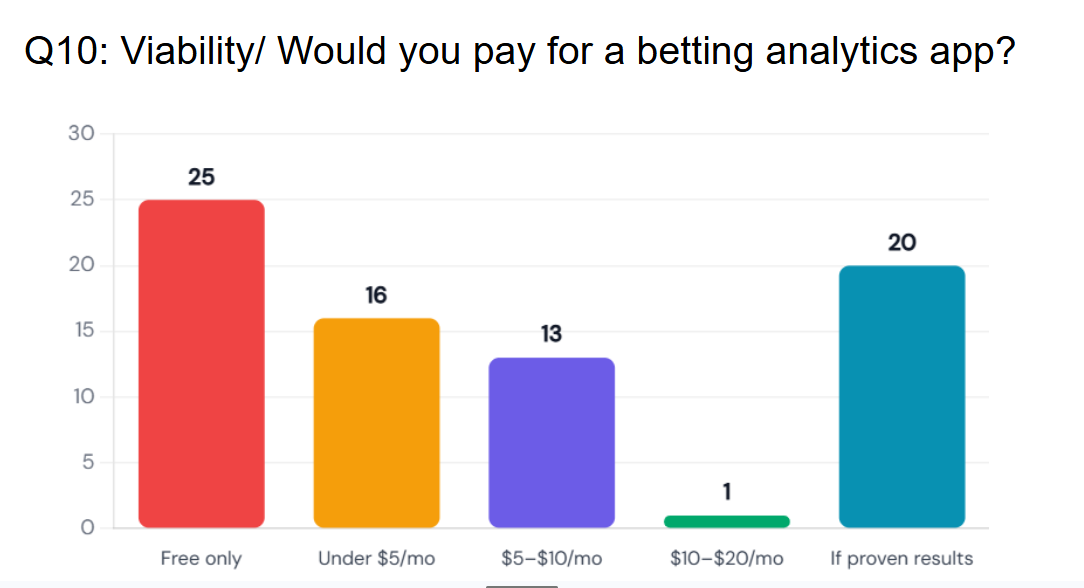 Q10: Viability/ Would you pay for a betting analytics app?
30
25
25
20
20
16
15
13
10
5
1
0
Free only
Under $5/mo
$5–$10/mo
$10–$20/mo
If proven results